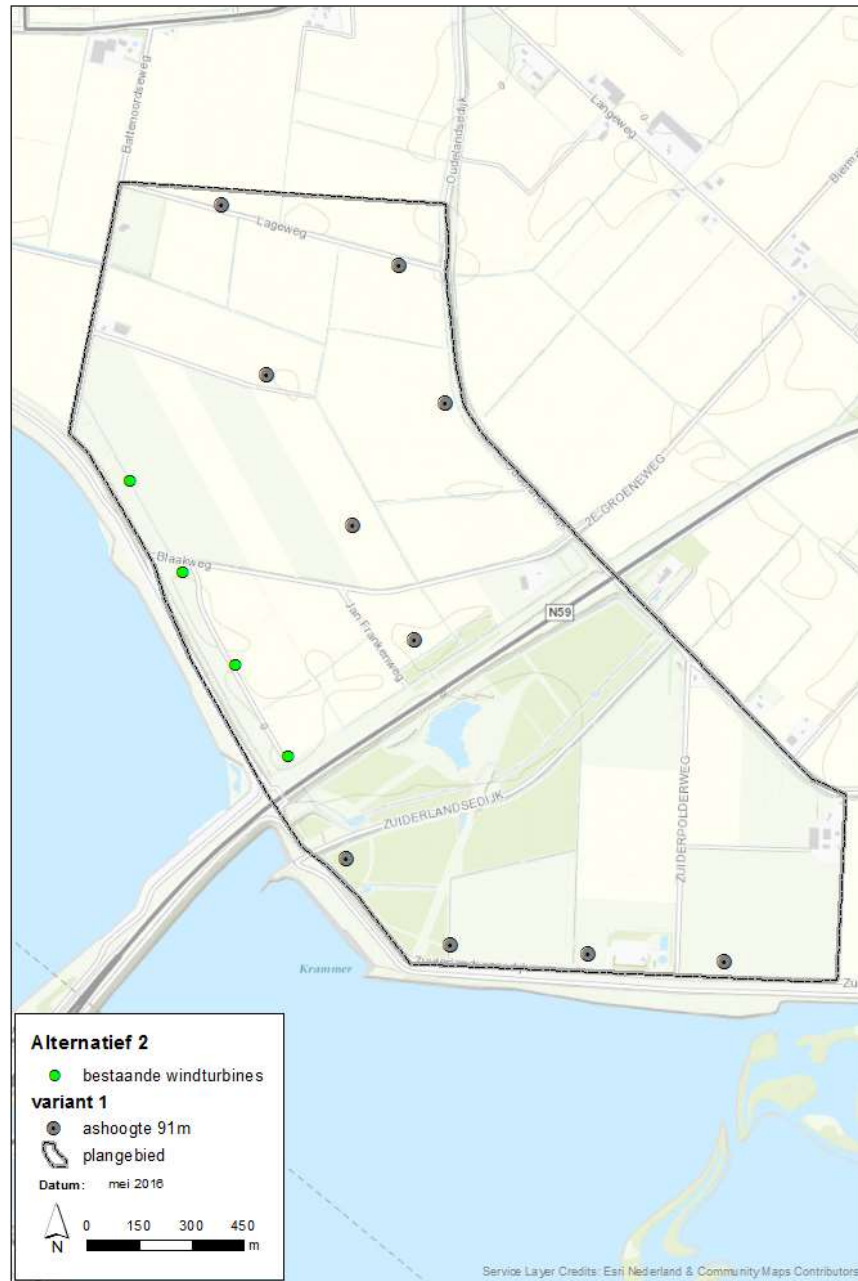 Battenoordseweg
Oudelandsedijk
Langeweg
Lageweg
2E GROENEWEG
Blaakweg
Jan Frankenweg
N59
ZUIDERLANDSEDIJK
ZUIDERPOLDERWEG
Krammer
Alternatief 2
bestaande windturbines
variant 1
ashoogte 91m
plangebied
Datum: mei 2016
0 150 300 450
m
N
Service Layer Credits: Esri Nederland & Community Maps Contributors